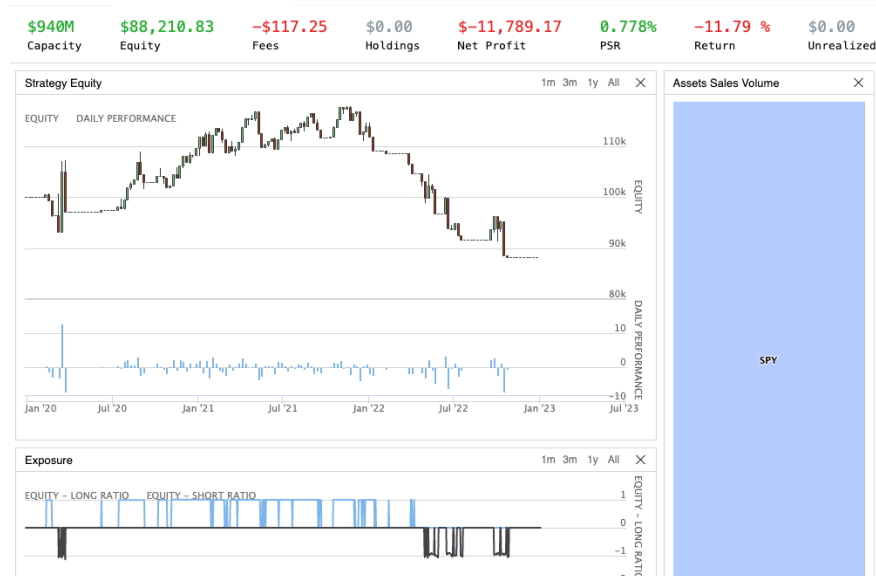 $940M $88,210.83 -$117.25 $0.00 $-11,789.17 0.778% -11.79 % $0.00
Capacity Equity Fees Holdings Net Profit PSR Return Unrealized
Strategy Equity 1m 3m 1y All Assets Sales Volume
EQUITY DAILY PERFORMANCE
110k
100k
EQUITY
90k
80k
10
0
-10
DAILY PERFORMANCE
Jan '20 Jul '20 Jan '21 Jul '21 Jan '22 Jul '22 Jan '23 Jul '23
SPY
Exposure 1m 3m 1y All
EQUITY - LONG RATIO EQUITY - SHORT RATIO
1
0
-1
EQUITY - LONG